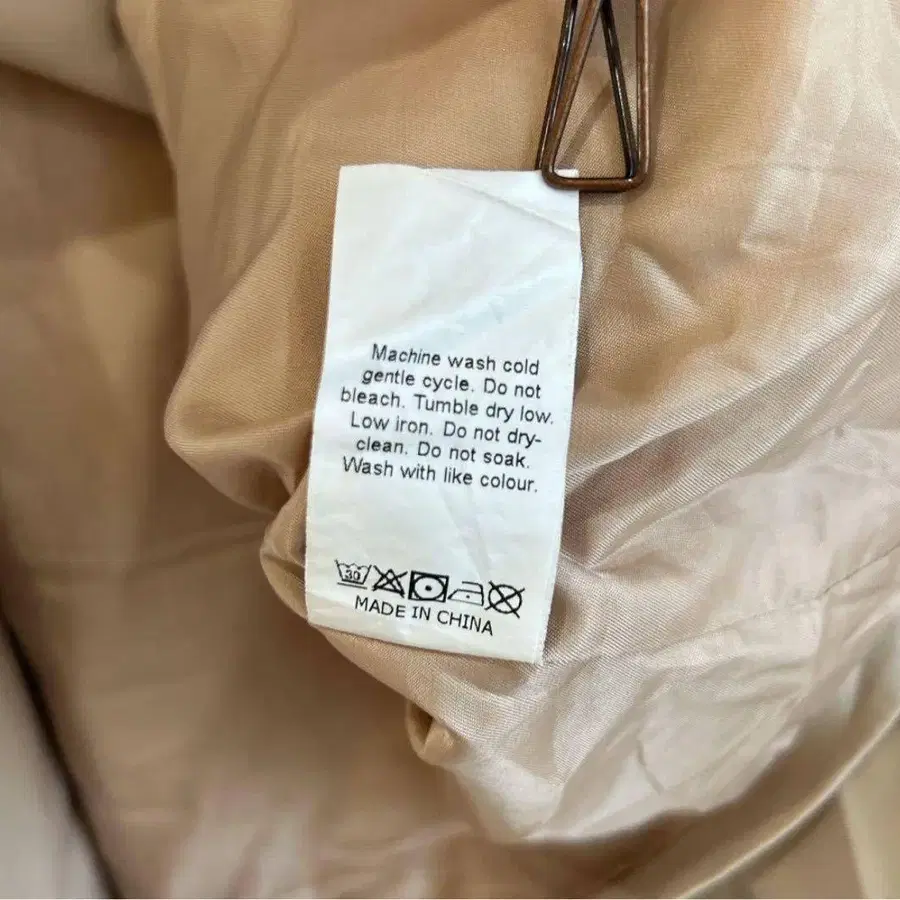 Machine wash cold
gentle cycle. Do not
bleach. Tumble dry low.
Low iron. Do not dry-
clean. Do not soak.
Wash with like colour.
30
MADE IN CHINA